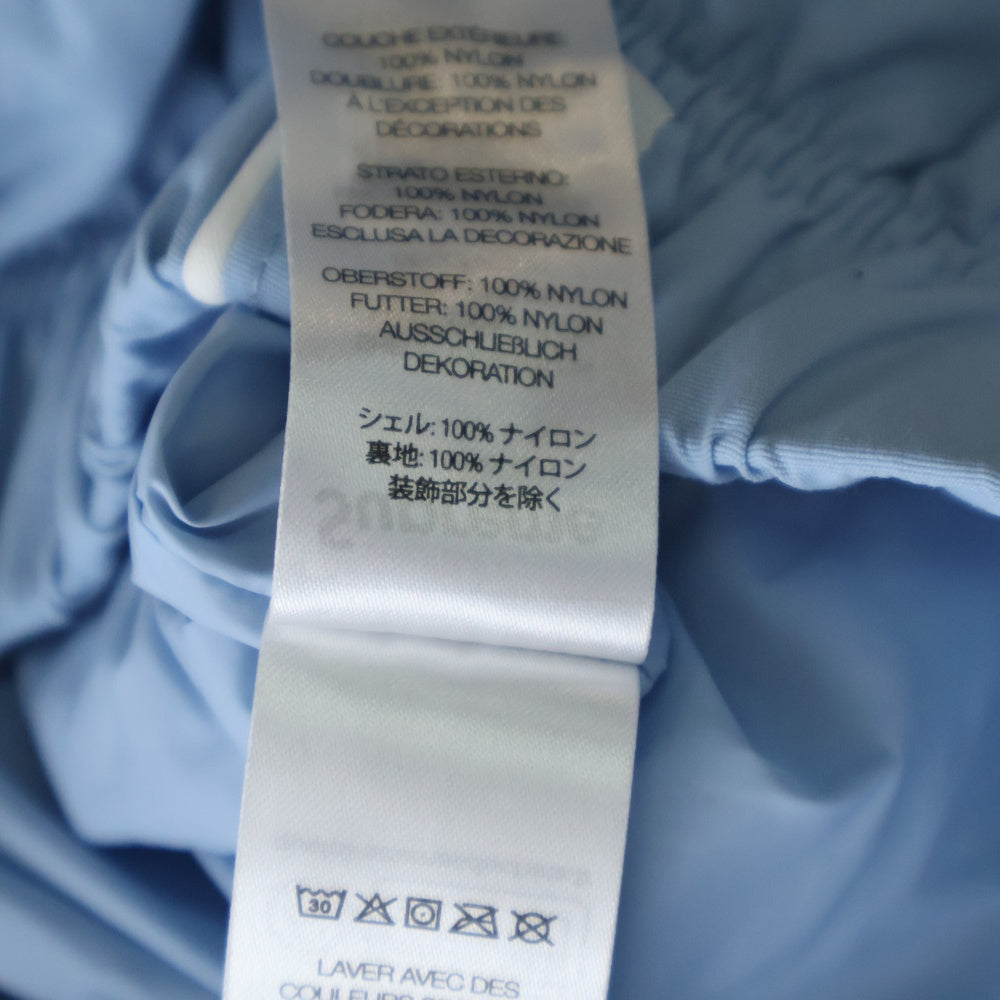 COUCHE EXTÉRIEURE:
100% NYLON
DOUBLURE: 100% NYLON
À L'EXCEPTION DES
DÉCORATIONS
STRATO ESTERNO:
100% NYLON
FODERA: 100% NYLON
ESCLUSA LA DECORAZIONE
OBERSTOFF: 100% NYLON
FUTTER: 100% NYLON
AUSSCHLIEßLICH
DEKORATION
シェル: 100% ナイロン
裏地: 100% ナイロン
装飾部分を除く
Supreme
30
LAVER AVEC DES
COULEURS